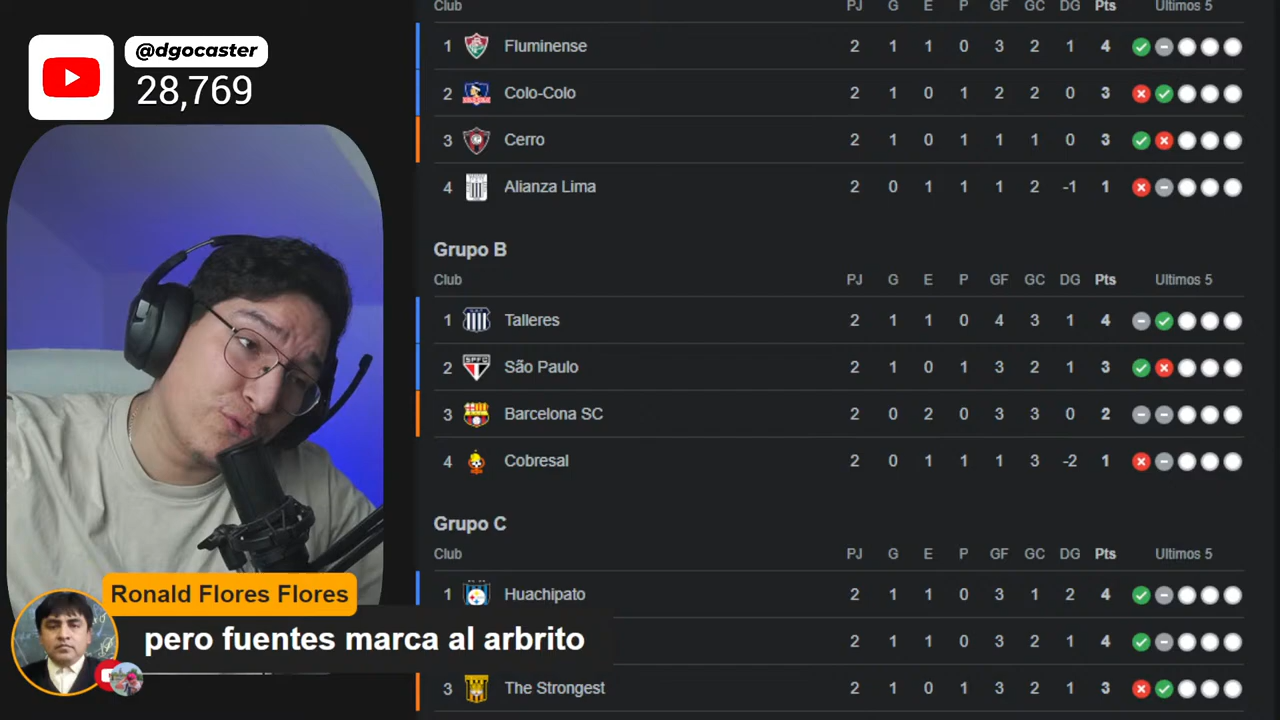 @dgocaster
28,769
Club PJ G E P GF GC DG Pts Ultimos 5
1 Fluminense 2 1 1 0 3 2 1 4
2 Colo-Colo 2 1 0 1 2 2 0 3
3 Cerro 2 1 0 1 1 1 0 3
4 Alianza Lima 2 0 1 1 1 2 -1 1
Grupo B
Club PJ G E P GF GC DG Pts Ultimos 5
1 Talleres 2 1 1 0 4 3 1 4
2 São Paulo 2 1 0 1 3 2 1 3
3 Barcelona SC 2 0 2 0 3 3 0 2
4 Cobresal 2 0 1 1 1 3 -2 1
Grupo C
Club PJ G E P GF GC DG Pts Ultimos 5
1 Huachipato 2 1 1 0 3 1 2 4
2 1 1 0 3 2 1 4
3 The Strongest 2 1 0 1 3 2 1 3
Ronald Flores Flores
pero fuentes marca al arbrito